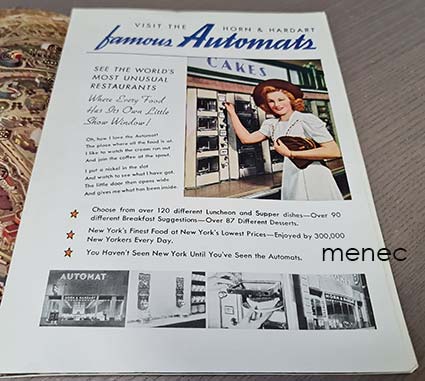 VISIT THE HORN & HARDART
famous Automats
CAKES
SEE THE WORLD'S
MOST UNUSUAL
RESTAURANTS
Where Every Food
Has Its Own Little
Show Window!
Oh, how I love the Automat!
The place where all the food is at.
I like to watch the cream run out
And join the coffee at the spout.
I put a nickel in the slot
And watch to see what I have got.
The little door then opens wide
And gives me what has been inside.
Choose from over 120 different Luncheon and Supper dishes—Over 90
different Breakfast Suggestions—Over 87 Different Desserts.
New York's Finest Food at New York's Lowest Prices—Enjoyed by 300,000
New Yorkers Every Day.
You Haven't Seen New York Until You've Seen the Automats.
menec
AUTOMAT
HORN & HARDART